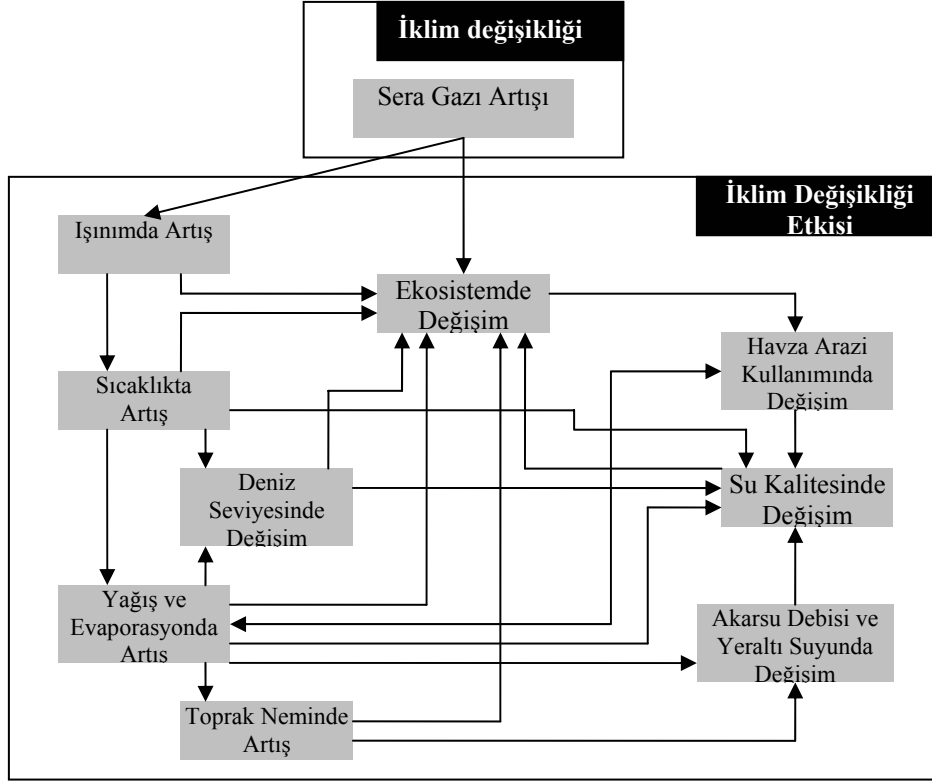 İklim değişikliği
Sera Gazı Artışı
İklim Değişikliği
Etkisi
Işınımda Artış
Ekosistemde
Değişim
Havza Arazi
Kullanımında
Değişim
Sıcaklıkta
Artış
Deniz
Seviyesinde
Değişim
Su Kalitesinde
Değişim
Yağış ve
Evaporasyonda
Artış
Akarsu Debisi ve
Yeraltı Suyunda
Değişim
Toprak Neminde
Artış